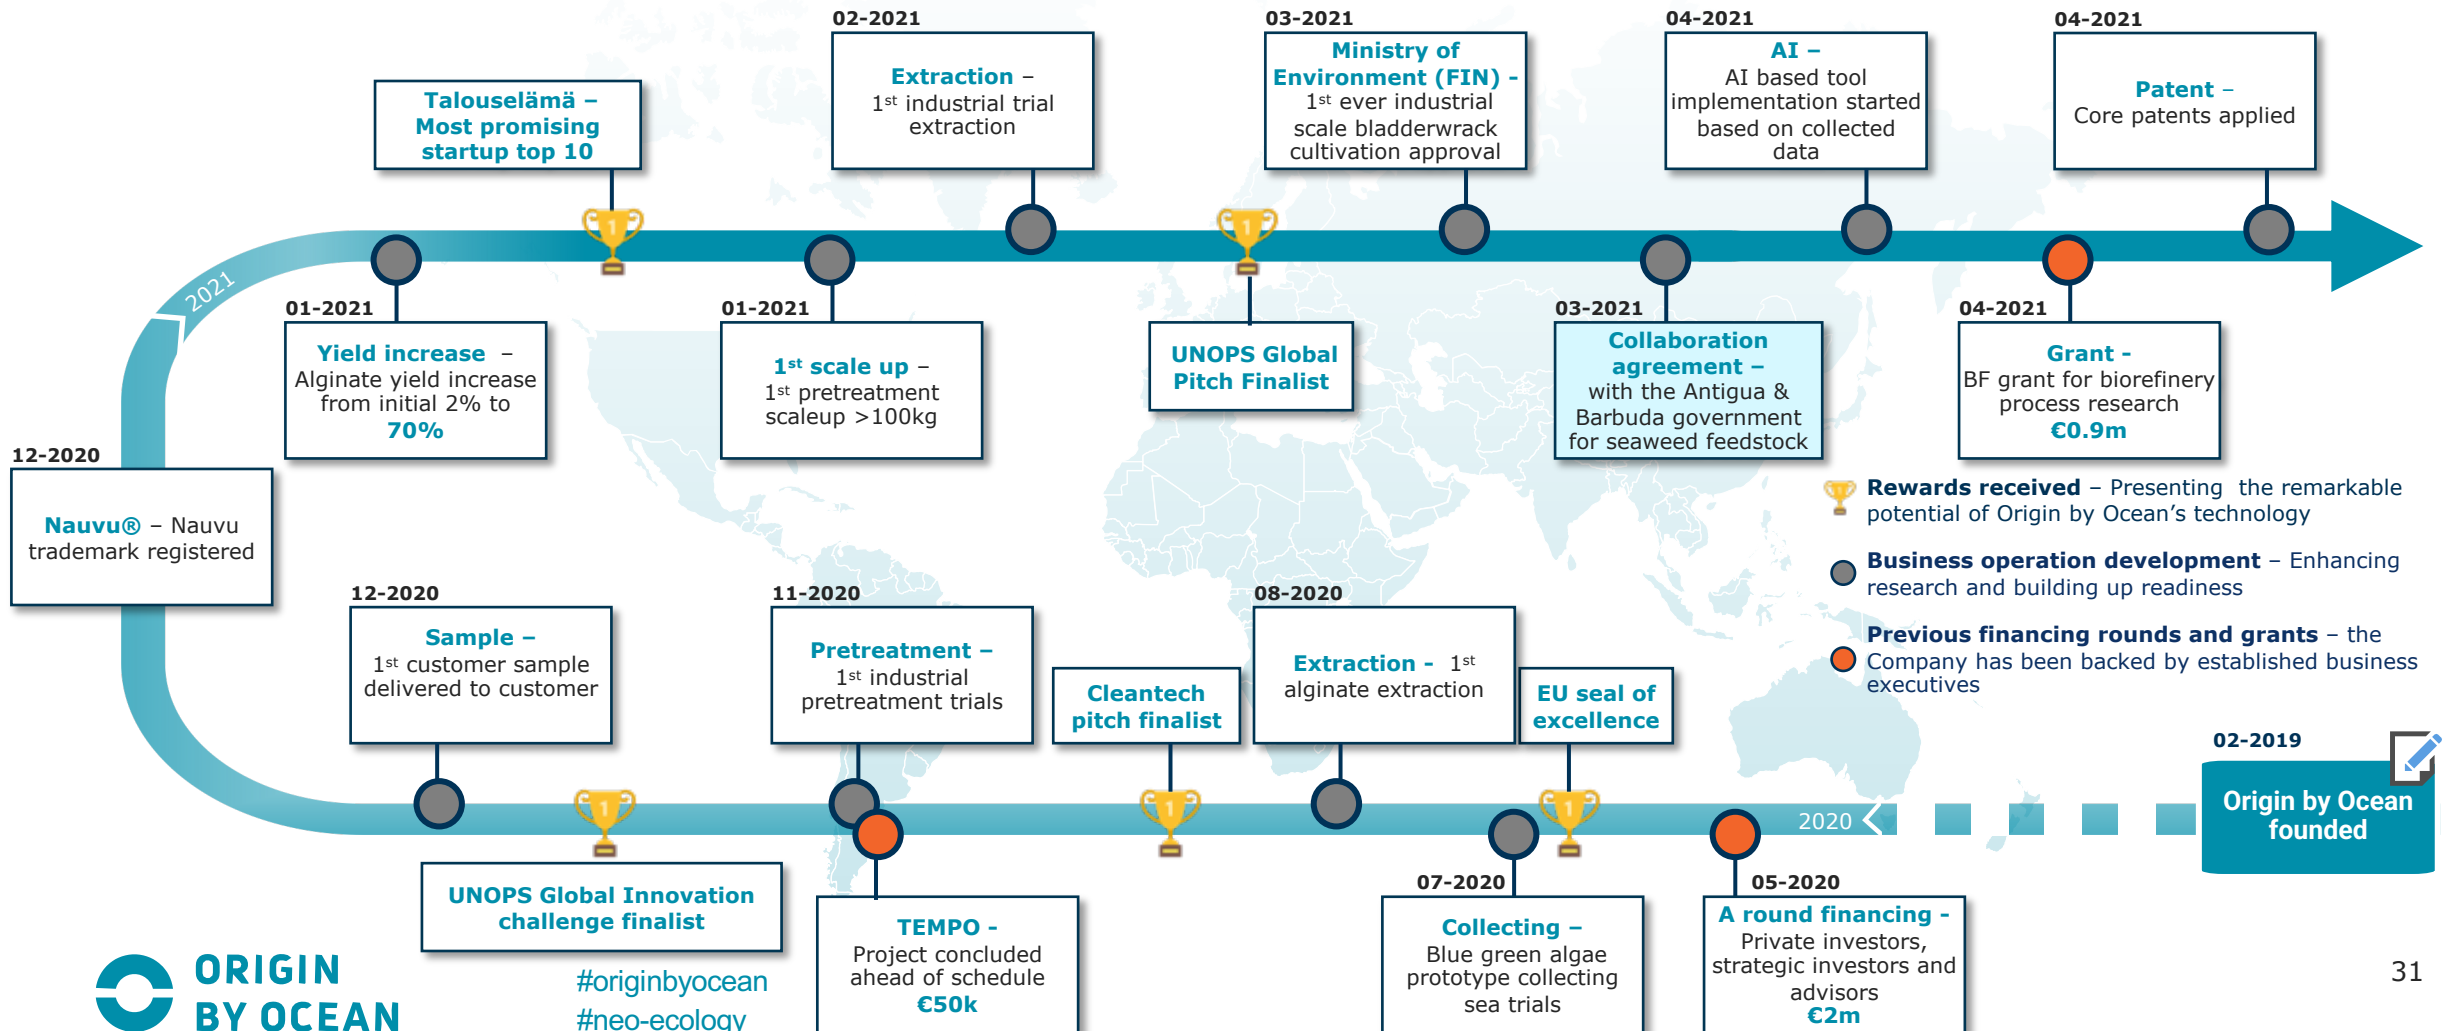 02-2021
03-2021
04-2021
04-2021
Talouselämä –
Most promising
startup top 10
Extraction –
1st industrial trial
extraction
Ministry of
Environment (FIN) -
1st ever industrial
scale bladderwrack
cultivation approval
AI –
AI based tool
implementation started
based on collected
data
Patent –
Core patents applied
2021
01-2021
Yield increase –
Alginate yield increase
from initial 2% to
70%
01-2021
1st scale up –
1st pretreatment
scaleup >100kg
UNOPS Global
Pitch Finalist
03-2021
Collaboration
agreement –
with the Antigua &
Barbuda government
for seaweed feedstock
04-2021
Grant -
BF grant for biorefinery
process research
€0.9m
12-2020
Nauvu® – Nauvu
trademark registered
Rewards received – Presenting the remarkable
potential of Origin by Ocean's technology
Business operation development – Enhancing
research and building up readiness
Previous financing rounds and grants – the
Company has been backed by established business
executives
12-2020
Sample –
1st customer sample
delivered to customer
11-2020
Pretreatment –
1st industrial
pretreatment trials
Cleantech
pitch finalist
08-2020
Extraction - 1st
alginate extraction
EU seal of
excellence
02-2019
Origin by Ocean
founded
2020
UNOPS Global Innovation
challenge finalist
TEMPO -
Project concluded
ahead of schedule
€50k
07-2020
Collecting –
Blue green algae
prototype collecting
sea trials
05-2020
A round financing -
Private investors,
strategic investors and
advisors
€2m
ORIGIN
BY OCEAN
#originbyocean
#neo-ecology
31